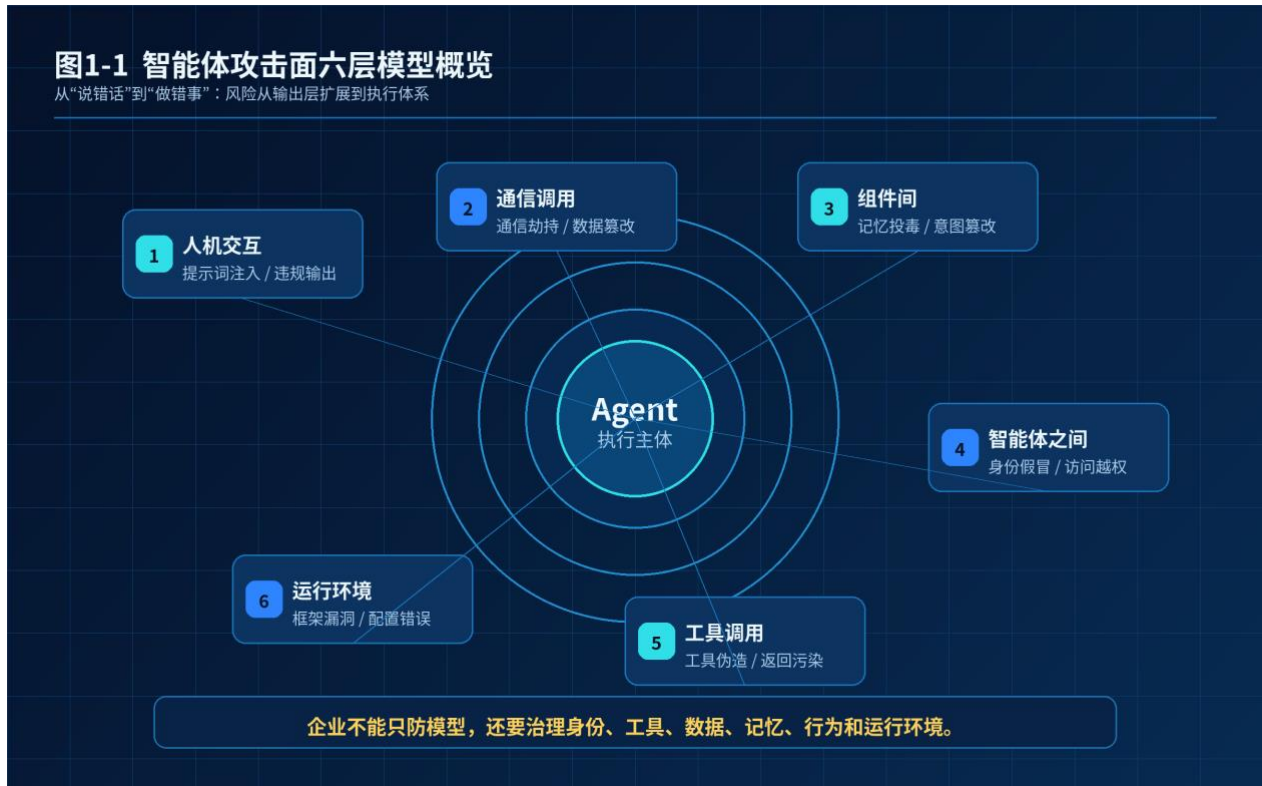 图1-1 智能体攻击面六层模型概览
从“说错话”到“做错事”：风险从输出层扩展到执行体系
1
人机交互
提示词注入 / 违规输出
2
通信调用
通信劫持 / 数据篡改
3
组件间
记忆投毒 / 意图篡改
Agent
执行主体
4
智能体之间
身份假冒 / 访问越权
5
工具调用
工具伪造 / 返回污染
6
运行环境
框架漏洞 / 配置错误
企业不能只防模型，还要治理身份、工具、数据、记忆、行为和运行环境。